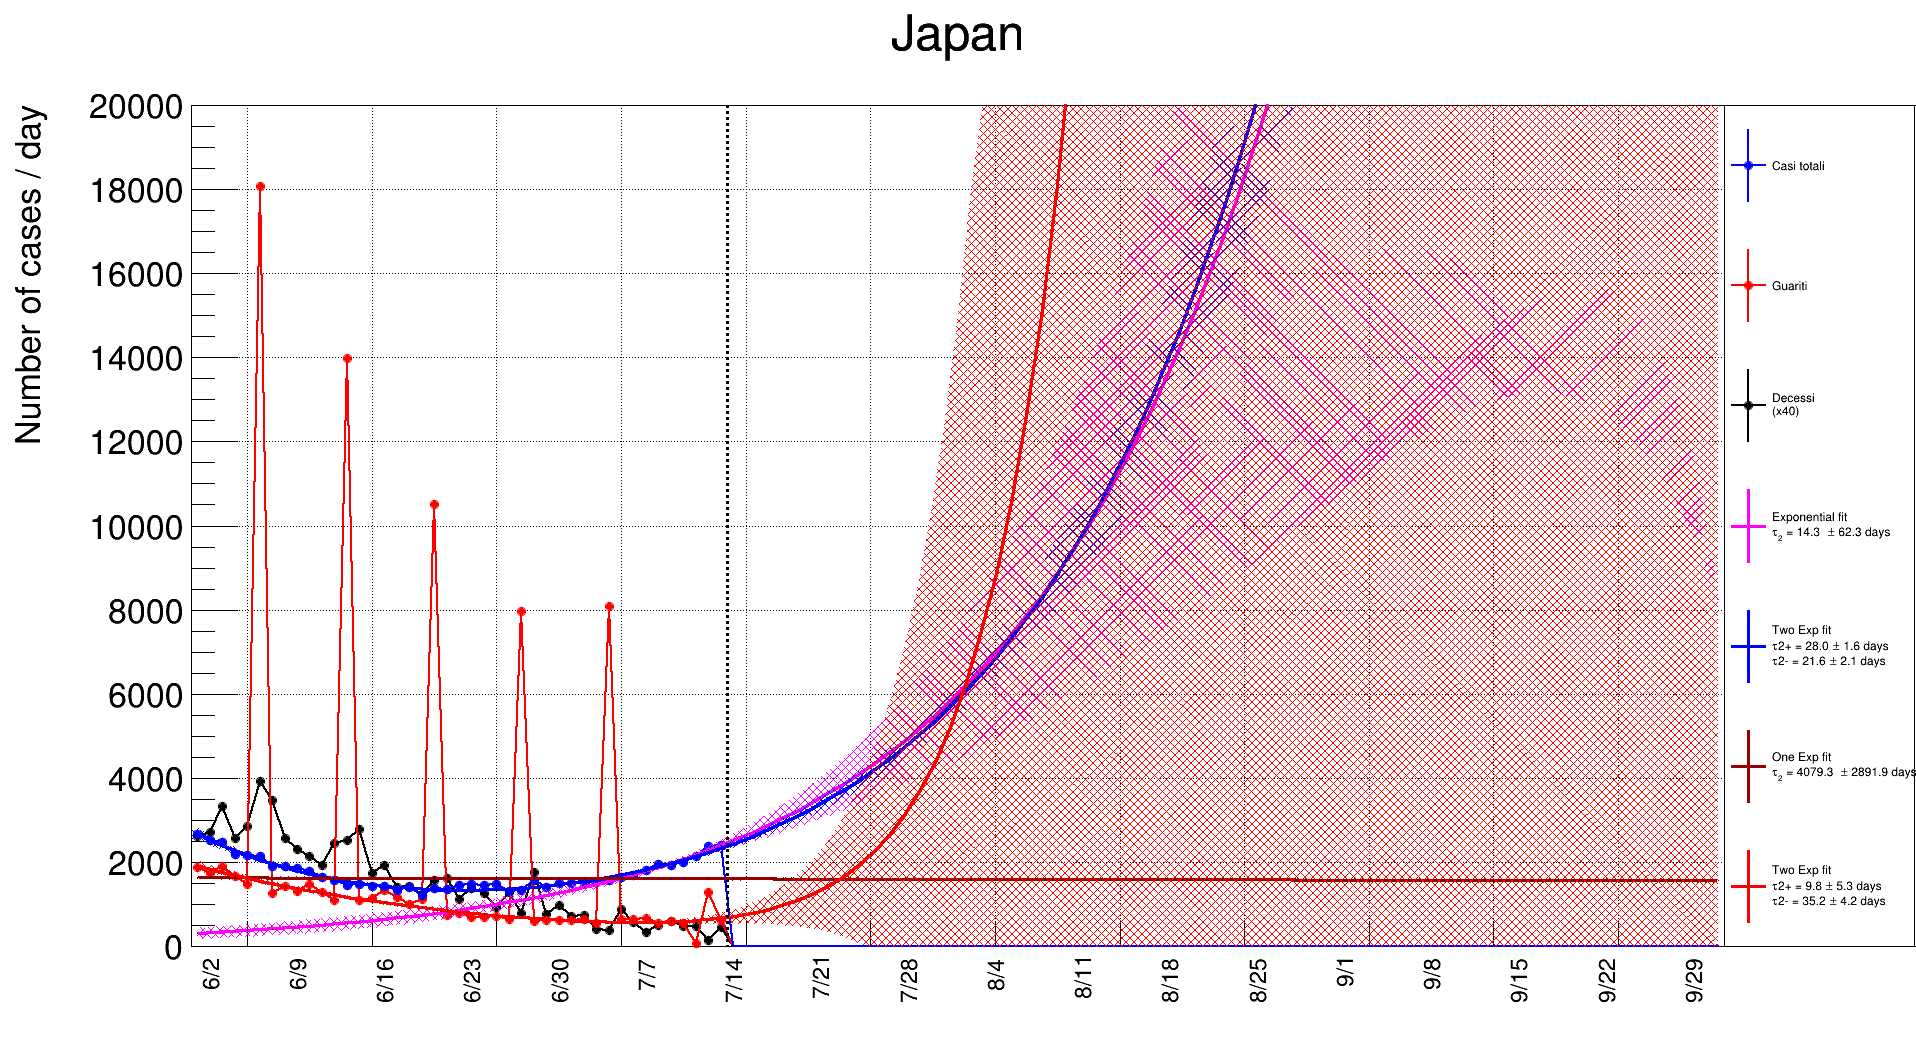 Japan
Number of cases / day
20000
18000
16000
14000
12000
10000
8000
6000
4000
2000
0
6/2
6/9
6/16
6/23
6/30
7/7
7/14
7/21
7/28
8/4
8/11
8/18
8/25
9/1
9/8
9/15
9/22
9/29
Casi totali
Guariti
Decessi
(x40)
Exponential fit
τ2 = 14.3 ± 62.3 days
Two Exp fit
τ2+ = 28.0 ± 1.6 days
τ2- = 21.6 ± 2.1 days
One Exp fit
τ2 = 4079.3 ± 2891.9 days
Two Exp fit
τ2+ = 9.8 ± 5.3 days
τ2- = 35.2 ± 4.2 days